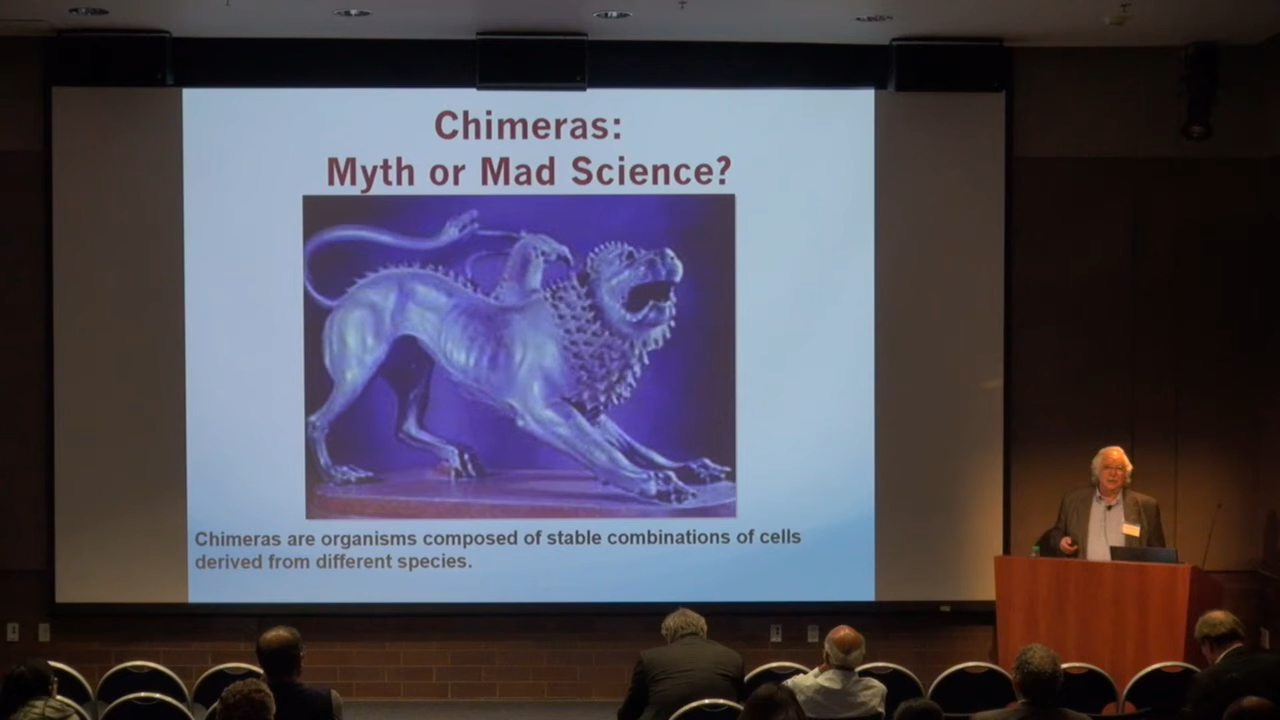 Chimeras:
Myth or Mad Science?
Chimeras are organisms composed of stable combinations of cells
derived from different species.